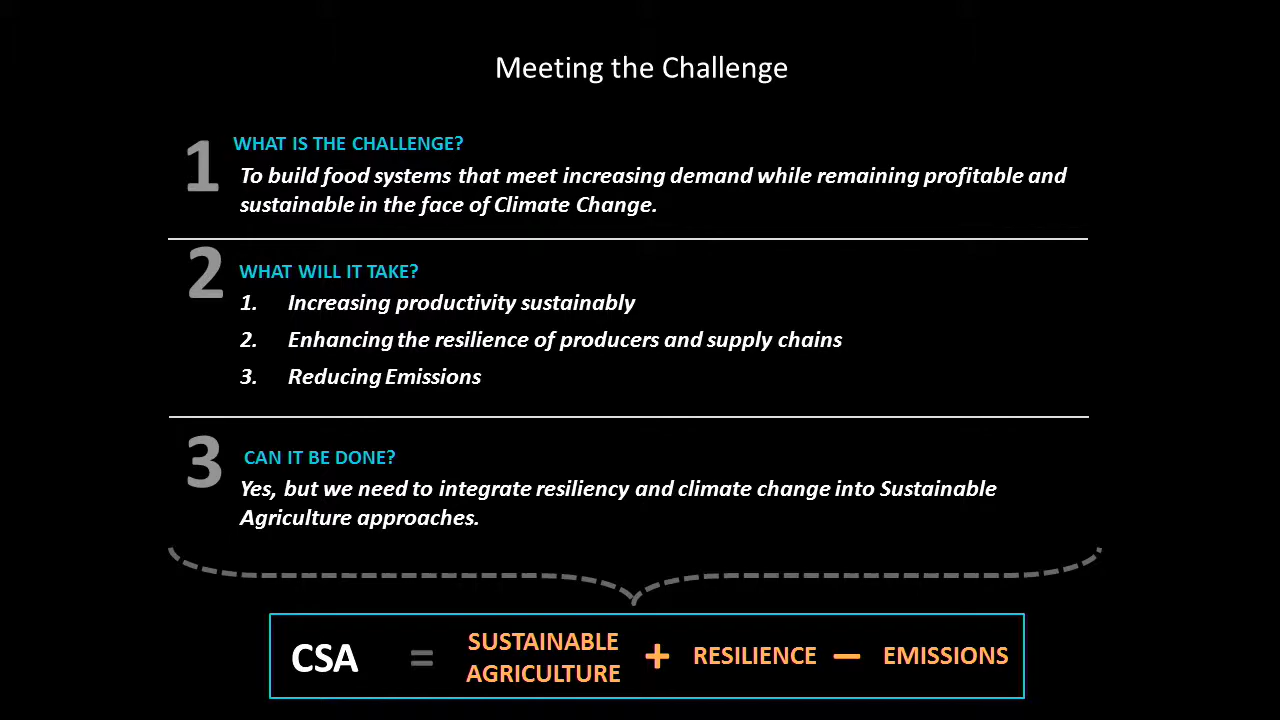 Meeting the Challenge
1
WHAT IS THE CHALLENGE?
To build food systems that meet increasing demand while remaining profitable and
sustainable in the face of Climate Change.
2
WHAT WILL IT TAKE?
1. Increasing productivity sustainably
2. Enhancing the resilience of producers and supply chains
3. Reducing Emissions
3
CAN IT BE DONE?
Yes, but we need to integrate resiliency and climate change into Sustainable
Agriculture approaches.
CSA = SUSTAINABLE AGRICULTURE + RESILIENCE — EMISSIONS